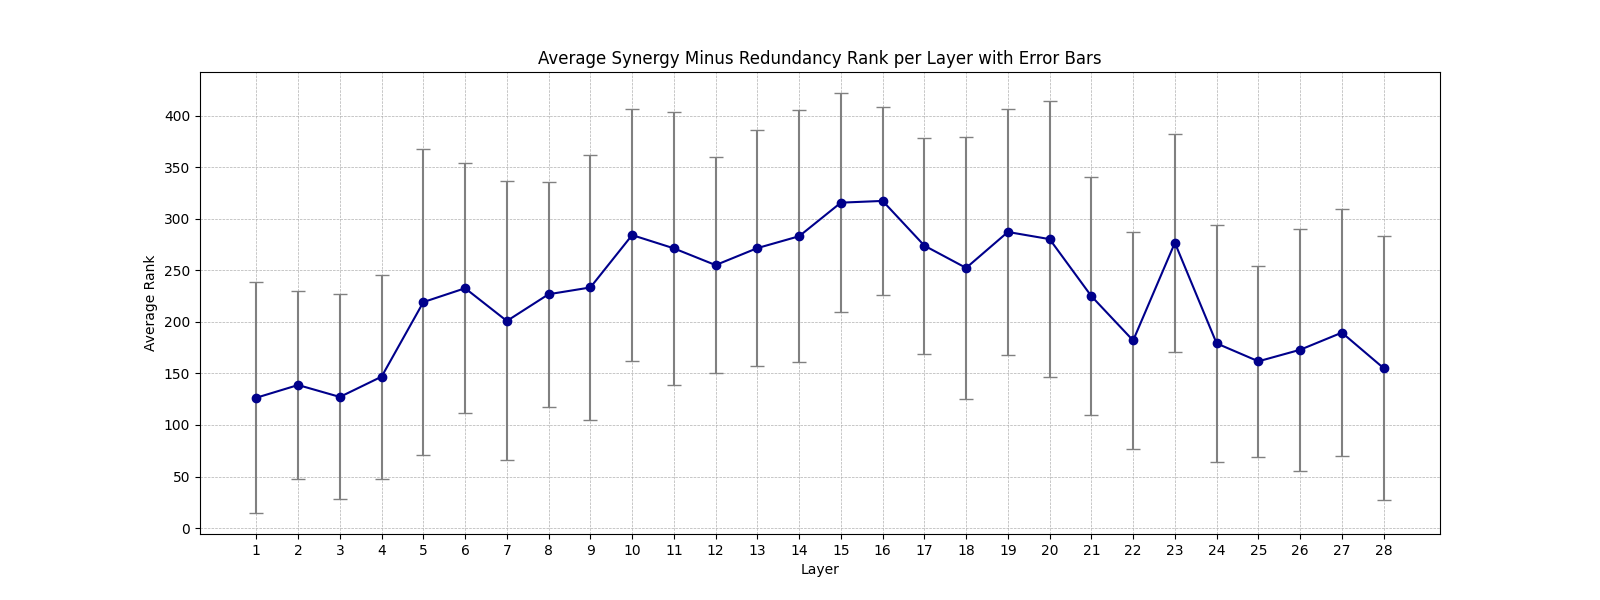 Average Synergy Minus Redundancy Rank per Layer with Error Bars
400
350
300
250
200
150
100
50
0
Average Rank
1 2 3 4 5 6 7 8 9 10 11 12 13 14 15 16 17 18 19 20 21 22 23 24 25 26 27 28
Layer